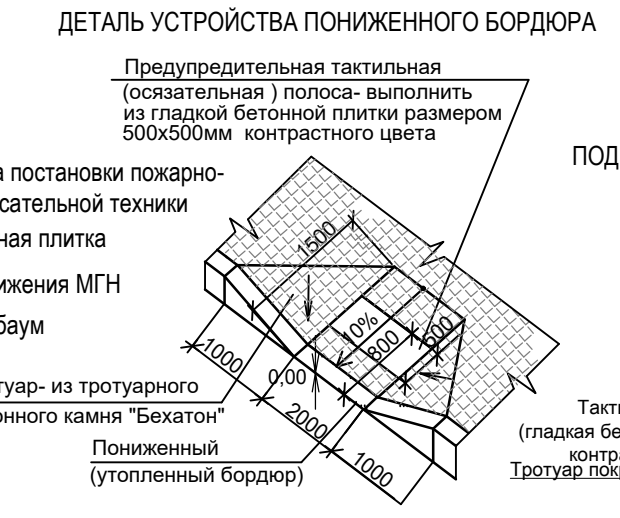 ДЕТАЛЬ УСТРОЙСТВА ПОНИЖЕННОГО БОРДЮРА
Предупредительная тактильная
(осязательная ) полоса- выполнить
из гладкой бетонной плитки размером
500х500мм контрастного цвета
ПОД
а постановки пожарно-
сательной техники
ная плитка
ижения МГН
баум
1500
10%
800
600
1000
0,00
2000
1000
туар- из тротуарного
онного камня "Бехатон"
Пониженный
(утопленный бордюр)
Такти
(гладкая бе
контра
Тротуар покр